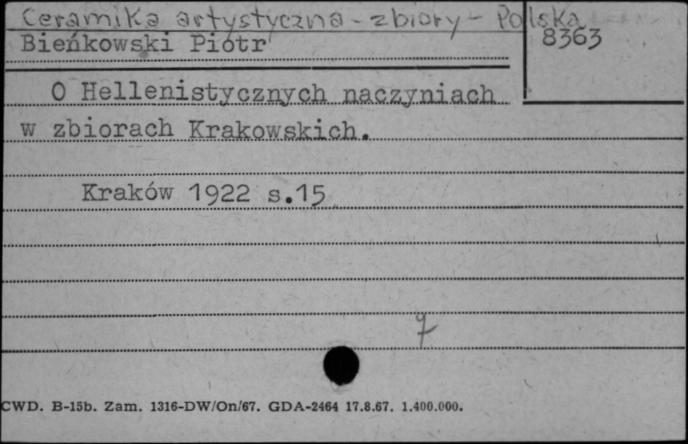 Ceramika artystyczna - zbiory - Polska
Bieńkowski Piotr
8363
O Hellenistycznych naczyniach
w zbiorach Krakowskich.
Kraków 1922 s.15
CWD. B-15b. Zam. 1316-DW/On/67. GDA-2464 17.8.67. 1.400.000.